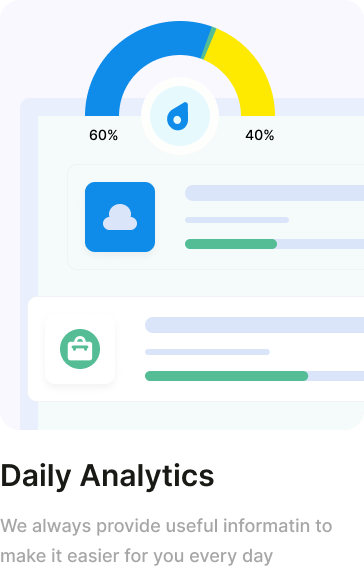 60% 40%
Daily Analytics
We always provide useful informatin to
make it easier for you every day